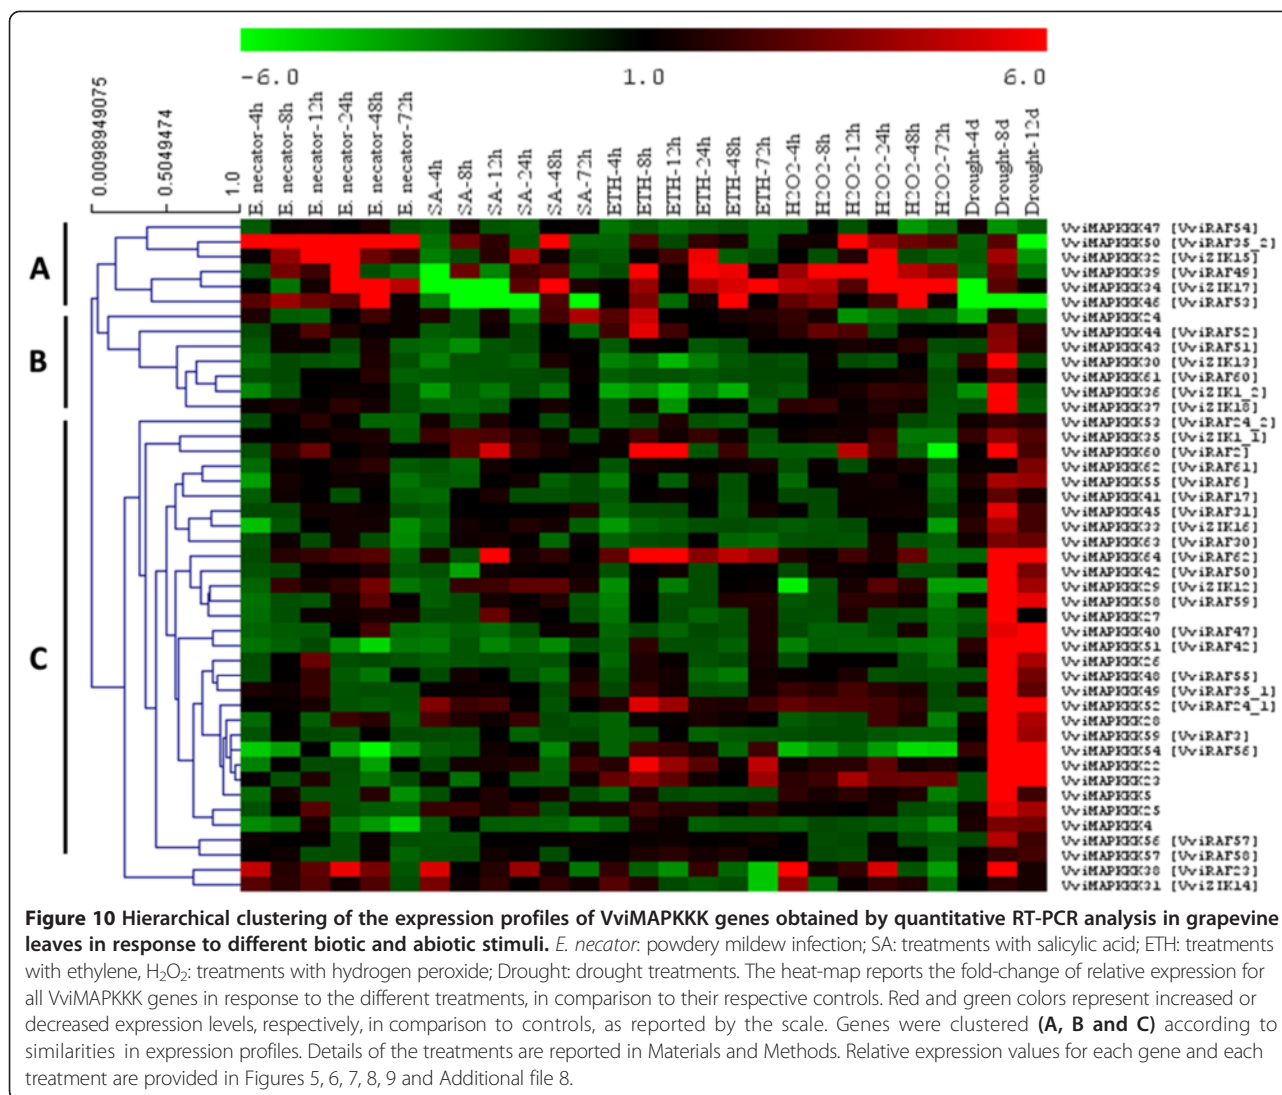 -6.0 1.0 6.0
0.0098949075
0.5049474
1.0
E. necator-4h
E. necator-8h
E. necator-12h
E. necator-24h
E. necator-48h
E. necator-72h
SA-4h
SA-8h
SA-12h
SA-24h
SA-48h
SA-72h
ETH-4h
ETH-8h
ETH-12h
ETH-24h
ETH-48h
ETH-72h
H2O2-4h
H2O2-8h
H2O2-12h
H2O2-24h
H2O2-48h
H2O2-72h
Drought-4d
Drought-8d
Drought-12d
A
B
C
VviMAPKKK47 [VviRAF54]
VviMAPKKK50 [VviRAF35_2]
VviMAPKKK32 [VviZIK15]
VviMAPKKK39 [VviRAF49]
VviMAPKKK34 [VviZIK17]
VviMAPKKK46 [VviRAF53]
VviMAPKKK24
VviMAPKKK44 [VviRAF52]
VviMAPKKK43 [VviRAF51]
VviMAPKKK30 [VviZIK13]
VviMAPKKK61 [VviRAF60]
VviMAPKKK36 [VviZIK1_2]
VviMAPKKK37 [VviZIK18]
VviMAPKKK53 [VviRAF24_2]
VviMAPKKK35 [VviZIK1_1]
VviMAPKKK60 [VviRAF2]
VviMAPKKK62 [VviRAF61]
VviMAPKKK55 [VviRAF6]
VviMAPKKK41 [VviRAF17]
VviMAPKKK45 [VviRAF31]
VviMAPKKK33 [VviZIK16]
VviMAPKKK63 [VviRAF30]
VviMAPKKK64 [VviRAF62]
VviMAPKKK42 [VviRAF50]
VviMAPKKK29 [VviZIK12]
VviMAPKKK58 [VviRAF59]
VviMAPKKK27
VviMAPKKK40 [VviRAF47]
VviMAPKKK51 [VviRAF42]
VviMAPKKK26
VviMAPKKK48 [VviRAF55]
VviMAPKKK49 [VviRAF35_1]
VviMAPKKK52 [VviRAF24_1]
VviMAPKKK28
VviMAPKKK59 [VviRAF3]
VviMAPKKK54 [VviRAF56]
VviMAPKKK22
VviMAPKKK23
VviMAPKKK5
VviMAPKKK25
VviMAPKKK4
VviMAPKKK56 [VviRAF57]
VviMAPKKK57 [VviRAF58]
VviMAPKKK38 [VviRAF23]
VviMAPKKK31 [VviZIK14]
Figure 10 Hierarchical clustering of the expression profiles of VviMAPKKK genes obtained by quantitative RT-PCR analysis in grapevine
leaves in response to different biotic and abiotic stimuli. E. necator: powdery mildew infection; SA: treatments with salicylic acid; ETH: treatments
with ethylene, H₂O₂: treatments with hydrogen peroxide; Drought: drought treatments. The heat-map reports the fold-change of relative expression for
all VviMAPKKK genes in response to the different treatments, in comparison to their respective controls. Red and green colors represent increased or
decreased expression levels, respectively, in comparison to controls, as reported by the scale. Genes were clustered (A, B and C) according to
similarities in expression profiles. Details of the treatments are reported in Materials and Methods. Relative expression values for each gene and each
treatment are provided in Figures 5, 6, 7, 8, 9 and Additional file 8.